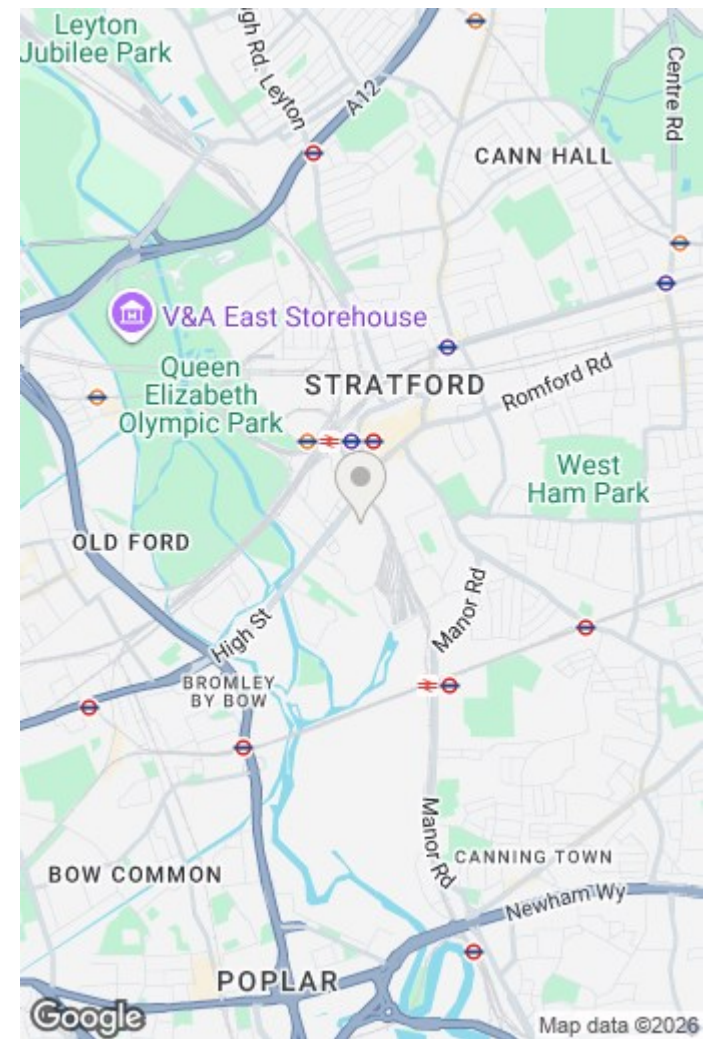 Leyton
Jubilee Park
gh Rd. Leyton
A12
Centre Rd
CANN HALL
V&A East Storehouse
Queen
Elizabeth
Olympic Park
STRATFORD
Romford Rd
West
Ham Park
OLD FORD
High St
Manor Rd
BROMLEY
BY BOW
Manor Rd
CANNING TOWN
BOW COMMON
Newham Wy
POPLAR
Google
Map data ©2026